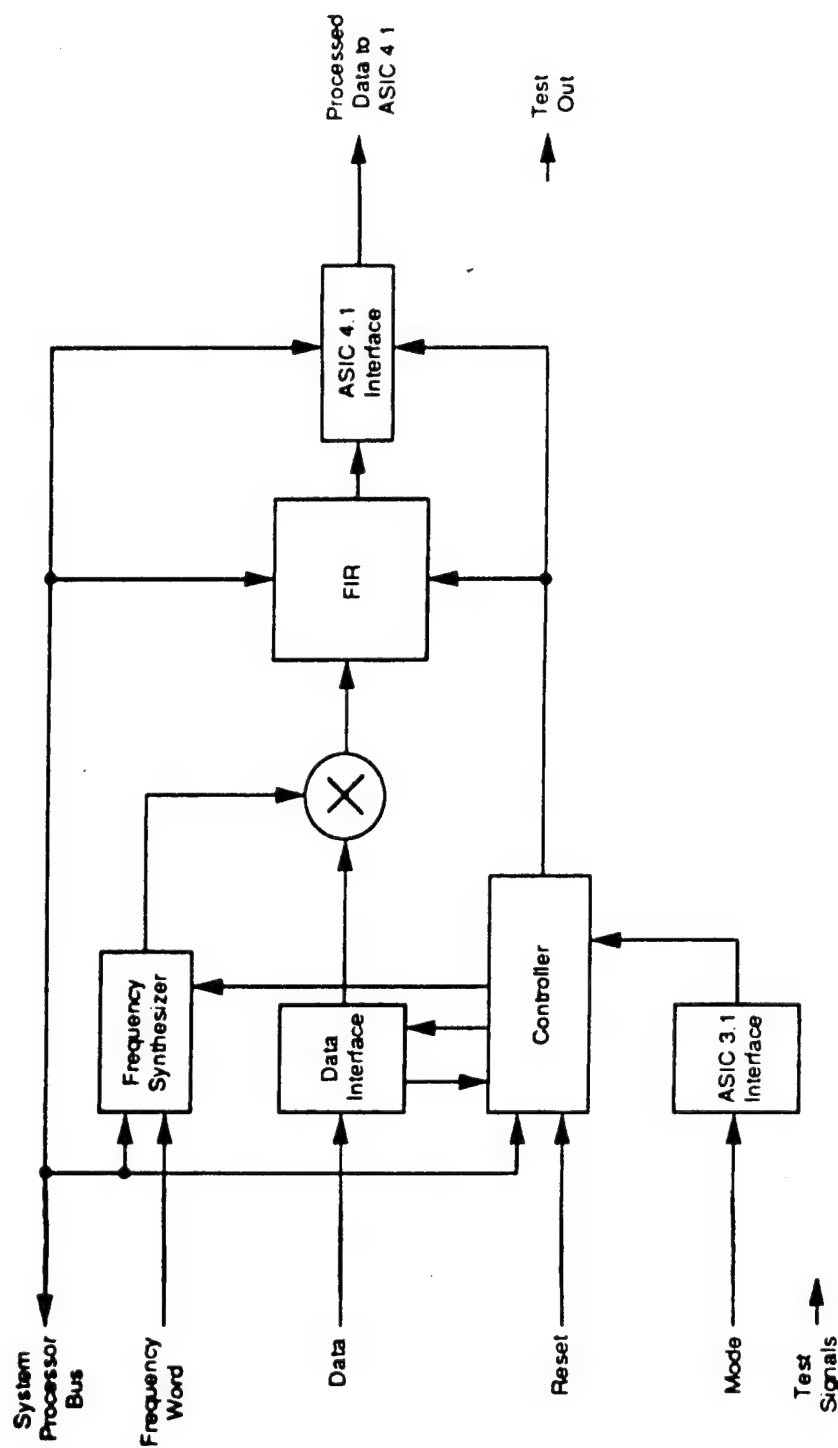 System
Processor
Bus
Frequency
Word
Data
Reset
Mode
Test
Signals
Frequency
Synthesizer
Data
Interface
Controller
ASIC 3.1
Interface
FIR
ASIC 4.1
Interface
Processed
Data to
ASIC 4 1
Test
Out